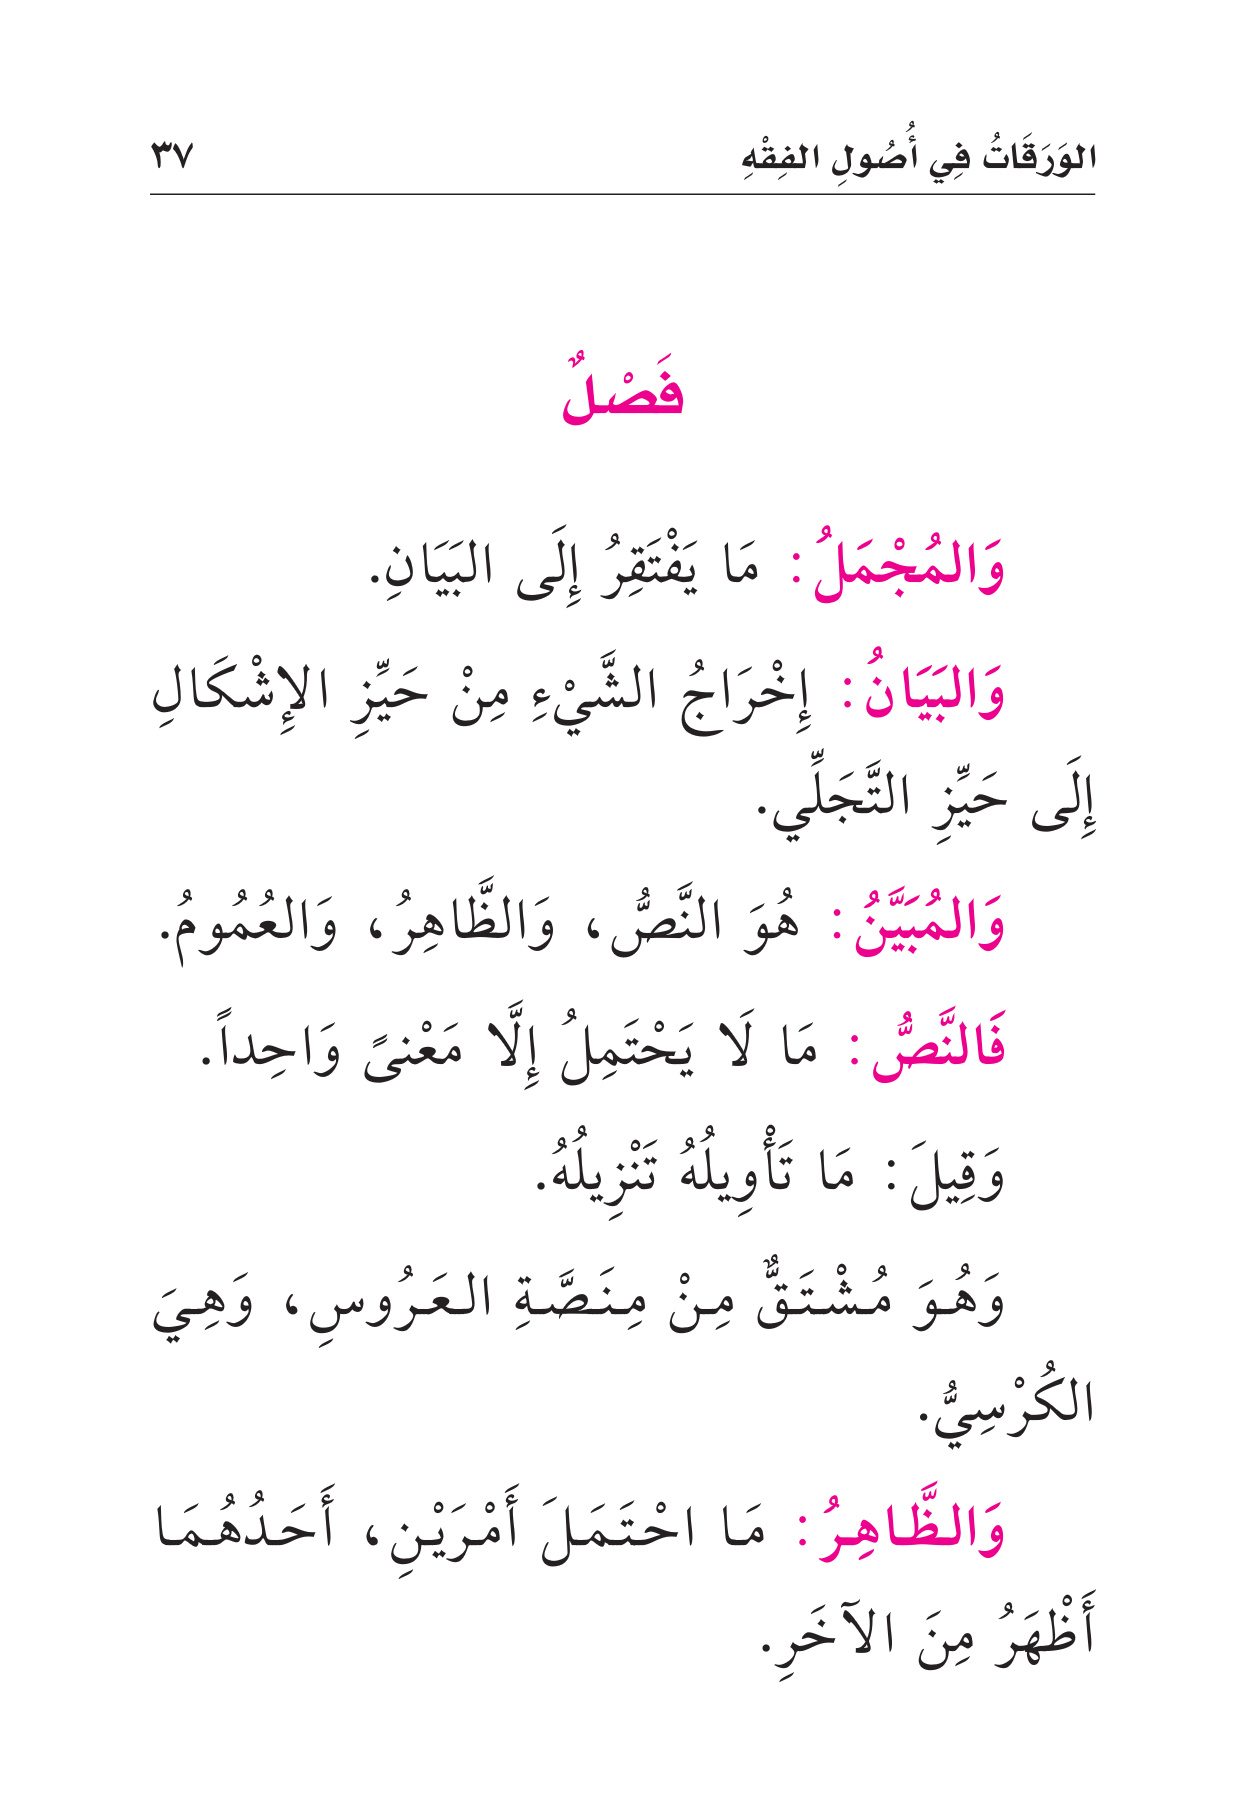 الوَرَقَاتُ فِي أُصُولِ الفِقْهِ ٣٧
فَصْلٌ
وَالمُجْمَلُ: مَا يَفْتَقِرُ إِلَى البَيَانِ.
وَالبَيَانُ: إِخْرَاجُ الشَّيْءِ مِنْ حَيِّزِ الإِشْكَالِ
إِلَى حَيِّزِ التَّجَلِّي.
وَالمُبَيَّنُ: هُوَ النَّصُّ، وَالظَّاهِرُ، وَالعُمُومُ.
فَالنَّصُّ: مَا لَا يَحْتَمِلُ إِلَّا مَعْنىً وَاحِداً.
وَقِيلَ: مَا تَأْوِيلُهُ تَنْزِيلُهُ.
وَهُوَ مُشْتَقٌّ مِنْ مِنَصَّةِ العَرُوسِ، وَهِيَ
الكُرْسِيُّ.
وَالظَّاهِرُ: مَا احْتَمَلَ أَمْرَيْنِ، أَحَدُهُمَا
أَظْهَرُ مِنَ الآخَرِ.